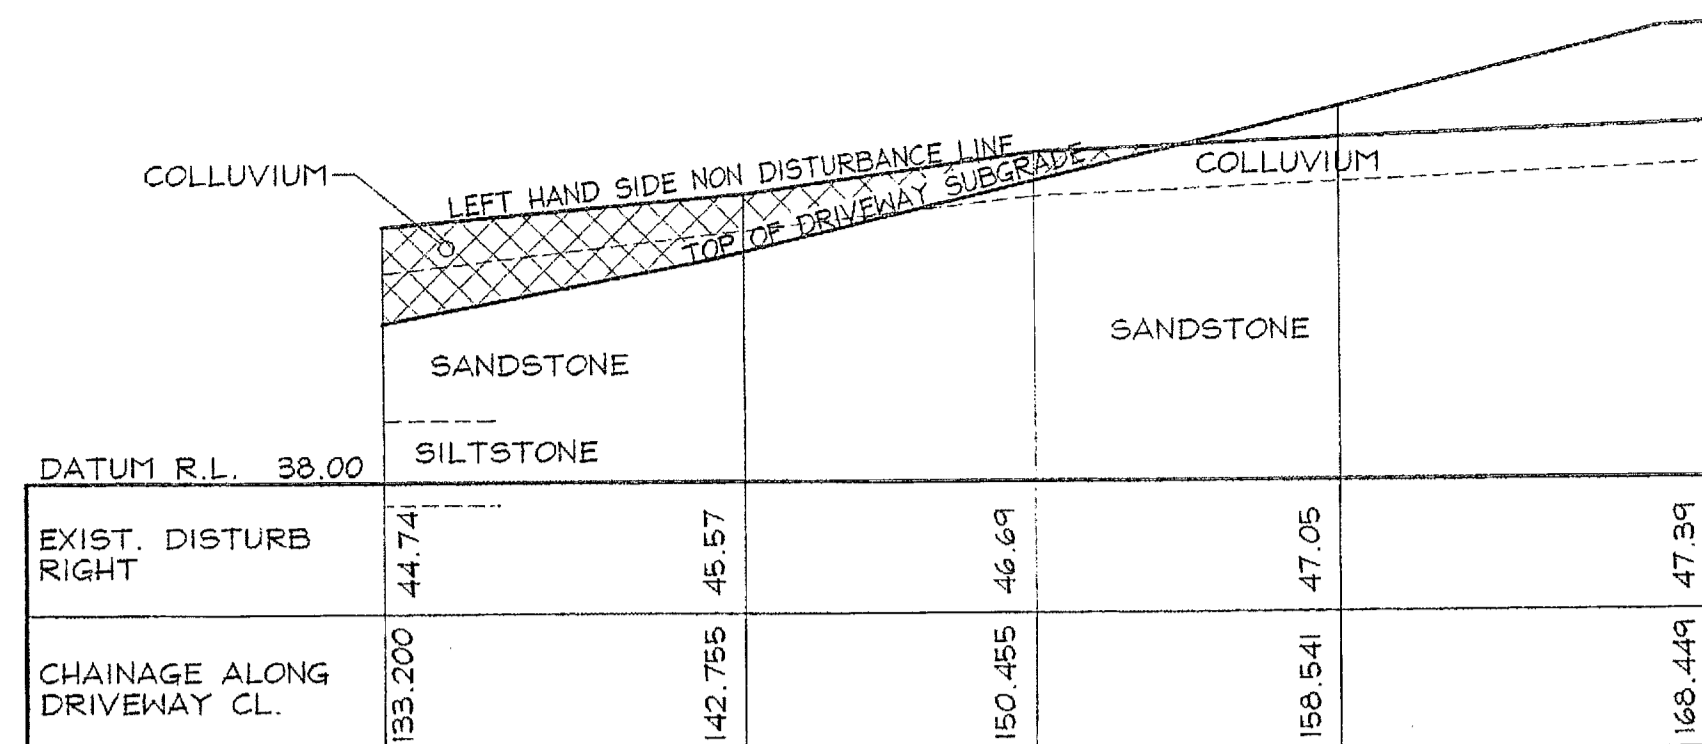 COLLUVIUM
LEFT HAND SIDE NON DISTURBANCE LINE
TOP OF DRIVEWAY SUBGRADE
COLLUVIUM
SANDSTONE
SANDSTONE
SILTSTONE
DATUM R.L. 38.00
EXIST. DISTURB
RIGHT
44.74
45.57
46.69
47.05
47.39
CHAINAGE ALONG
DRIVEWAY CL.
133.200
142.755
150.455
158.541
168.449